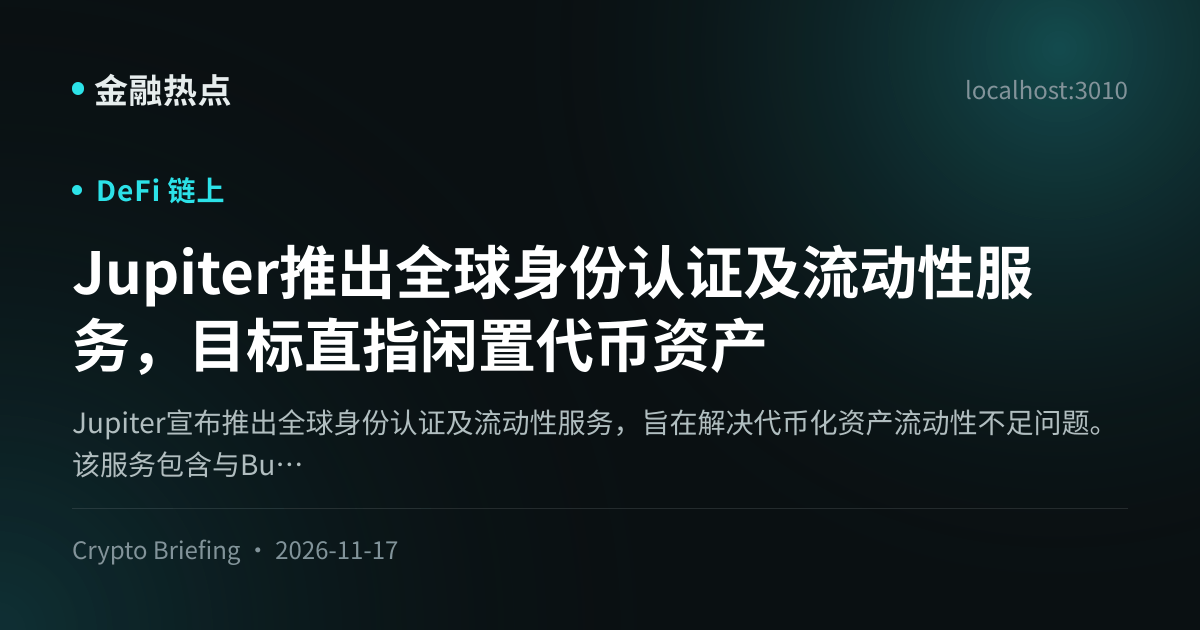 金融热点
localhost:3010
DeFi 链上
Jupiter推出全球身份认证及流动性服
务，目标直指闲置代币资产
Jupiter宣布推出全球身份认证及流动性服务，旨在解决代币化资产流动性不足问题。
该服务包含与Bu…
Crypto Briefing · 2026-11-17